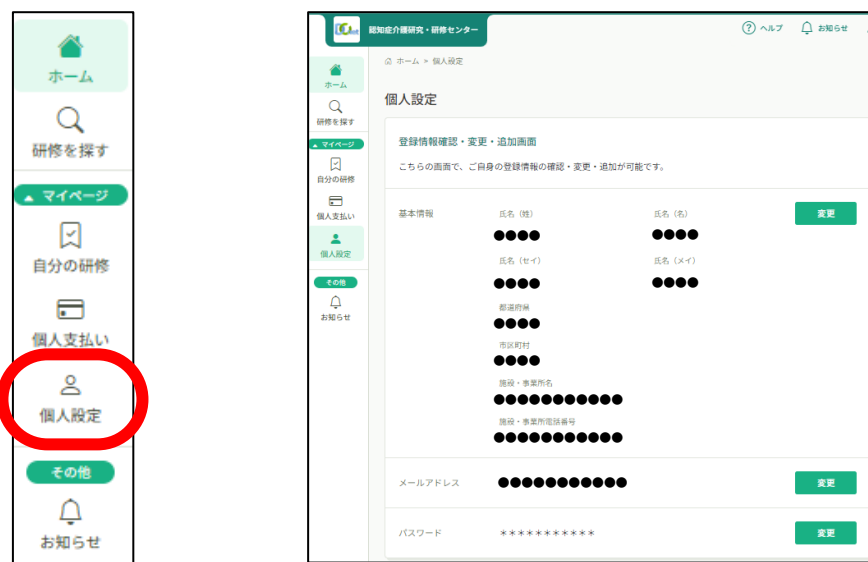 ホーム
研修を探す
マイページ
自分の研修
個人支払い
個人設定
その他
お知らせ
認知症介護研究・研修センター
ヘルプ
お知らせ
ホーム > 個人設定
ホーム
研修を探す
マイページ
自分の研修
個人支払い
個人設定
その他
お知らせ
個人設定
登録情報確認・変更・追加画面
こちらの画面で、ご自身の登録情報の確認・変更・追加が可能です。
基本情報
氏名（姓） 氏名（名）
変更
●●●● ●●●●
氏名（セイ） 氏名（メイ）
●●●● ●●●●
都道府県
●●●●
市区町村
●●●●
施設・事業所名
●●●●●●●●●●●
施設・事業所電話番号
●●●●●●●●●●●
メールアドレス ●●●●●●●●●●● 変更
パスワード ＊＊＊＊＊＊＊＊＊＊＊ 変更